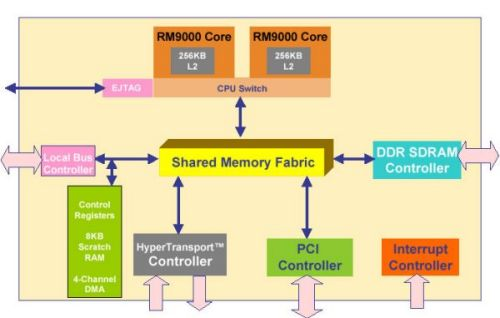 RM9000 Core
RM9000 Core
256KB
L2
256KB
L2
EJTAG
CPU Switch
Local Bus
Controller
Shared Memory Fabric
DDR SDRAM
Controller
Control
Registers
8KB
Scratch
RAM
4-Channel
DMA
HyperTransport™
Controller
PCI
Controller
Interrupt
Controller